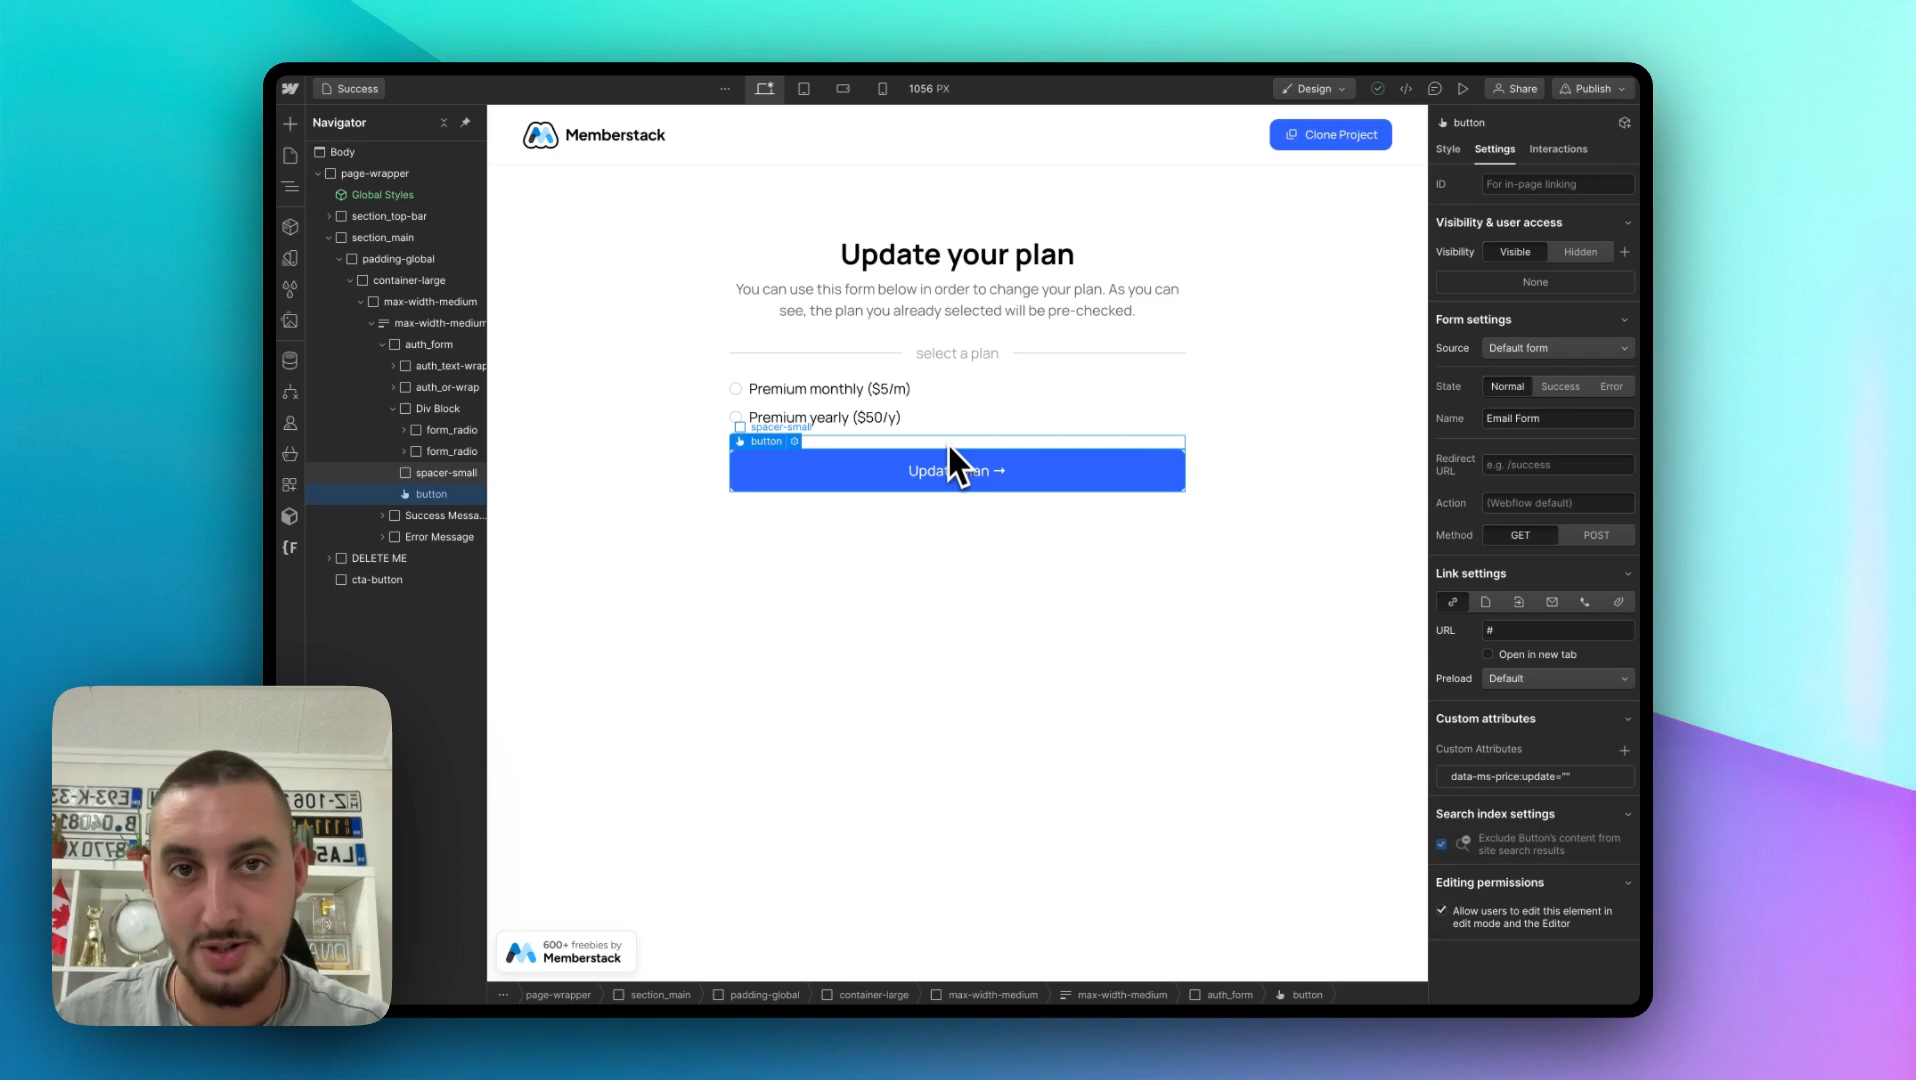 Success
1056 PX
Design
Share
Publish
Navigator
Body
page-wrapper
Global Styles
section_top-bar
section_main
padding-global
container-large
max-width-medium
max-width-medium
auth_form
auth_text-wrap
auth_or-wrap
Div Block
form_radio
form_radio
spacer-small
button
Success Messa...
Error Message
DELETE ME
cta-button
Memberstack
Clone Project
Update your plan
You can use this form below in order to change your plan. As you can
see, the plan you already selected will be pre-checked.
select a plan
Premium monthly ($5/m)
Premium yearly ($50/y)
spacer-small
button
600+ freebies by
Memberstack
... page-wrapper section_main padding-global container-large max-width-medium max-width-medium auth_form button
button
Style Settings Interactions
ID For in-page linking
Visibility & user access
Visibility Visible Hidden
None
Form settings
Source Default form
State Normal Success Error
Name Email Form
Redirect
URL e.g. /success
Action (Webflow default)
Method GET POST
Link settings
URL #
Open in new tab
Preload Default
Custom attributes
Custom Attributes
data-ms-price:update=""
Search index settings
Exclude Button's content from
site search results
Editing permissions
Allow users to edit this element in
edit mode and the Editor